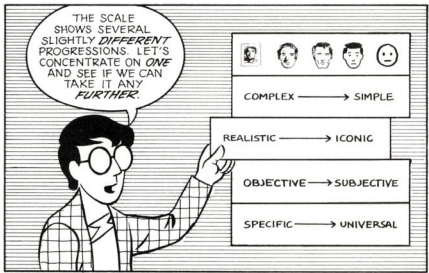 THE SCALE
SHOWS SEVERAL
SLIGHTLY DIFFERENT
PROGRESSIONS. LET'S
CONCENTRATE ON ONE
AND SEE IF WE CAN
TAKE IT ANY
FURTHER.
COMPLEX → SIMPLE
REALISTIC → ICONIC
OBJECTIVE → SUBJECTIVE
SPECIFIC → UNIVERSAL